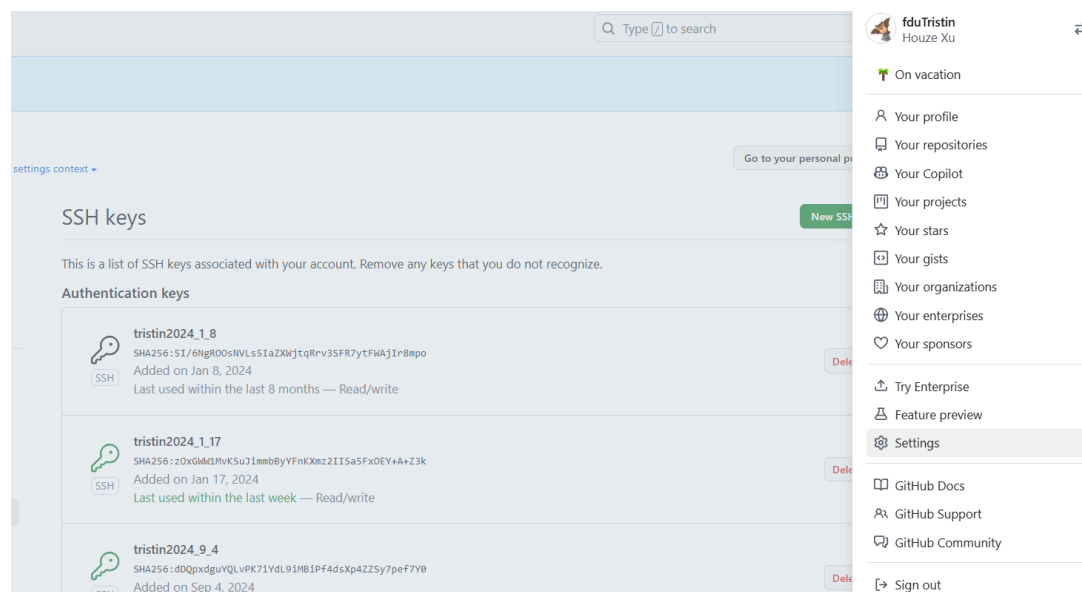 Type / to search
settings context
Go to your personal
SSH keys
New SSH
This is a list of SSH keys associated with your account. Remove any keys that you do not recognize.
Authentication keys
tristin2024_1_8
SHA256:5I/6NgROOsNVLs5IaZXWjtqRrv3SFR7ytFWAjIr8mpo
Added on Jan 8, 2024
Last used within the last 8 months — Read/write
SSH
Dele
tristin2024_1_17
SHA256:zOxGWW1MvKSuJimmbByYFnKXmz2IISa5FxOEY+A+Z3k
Added on Jan 17, 2024
Last used within the last week — Read/write
SSH
Dele
tristin2024_9_4
SHA256:dDQpxdguYQLvPK7iYdL9iMBiPf4dsXp4ZZSy7pef7Y0
Added on Sep 4, 2024
Dele
fduTristin
Houze Xu
On vacation
Your profile
Your repositories
Your Copilot
Your projects
Your stars
Your gists
Your organizations
Your enterprises
Your sponsors
Try Enterprise
Feature preview
Settings
GitHub Docs
GitHub Support
GitHub Community
Sign out